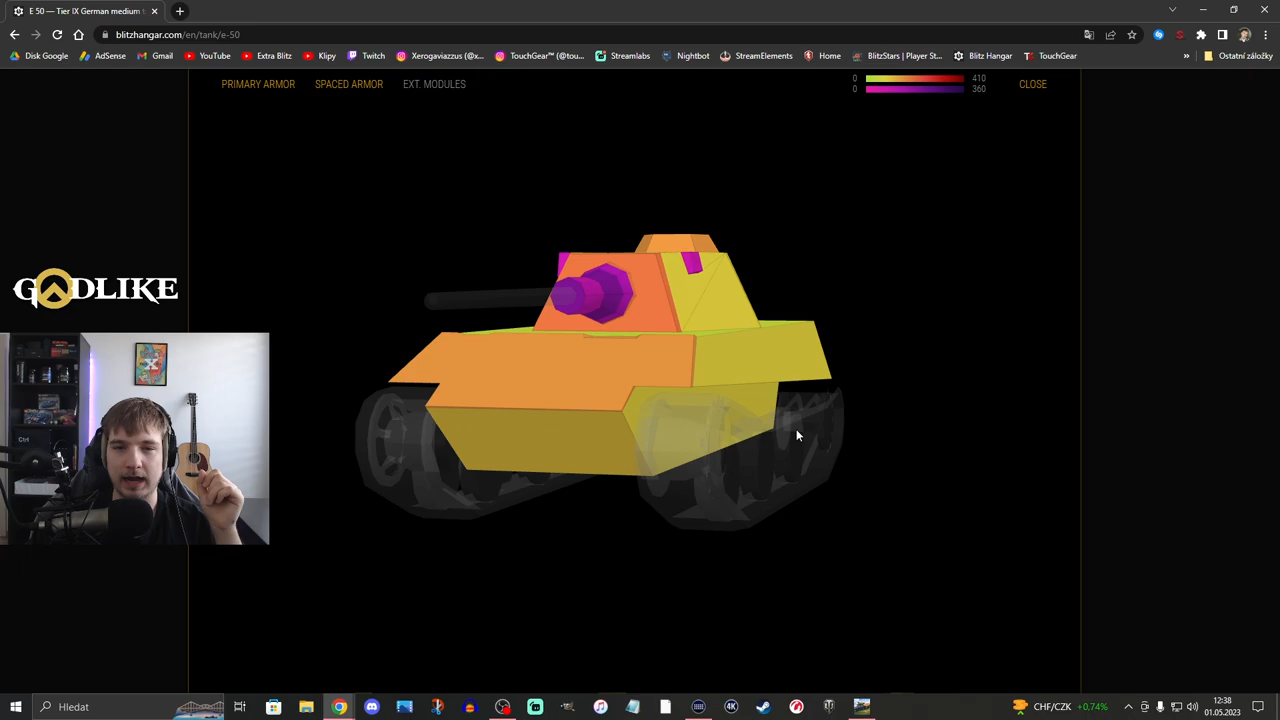 E 50 — Tier IX German medium t
blitzhangar.com/en/tank/e-50
Disk Google AdSense Gmail YouTube Extra Blitz Klipy Twitch Xerogaviazzus (@x... TouchGear™ (@tou... Streamlabs Nightbot StreamElements Home BlitzStars | Player St... Blitz Hangar TouchGear » Ostatní záložky
PRIMARY ARMOR SPACED ARMOR EXT. MODULES 0 410 CLOSE
0 360
GODLIKE
Ctrl
Hledat
4K
CHF/CZK +0,74%
12:38
01.05.2023